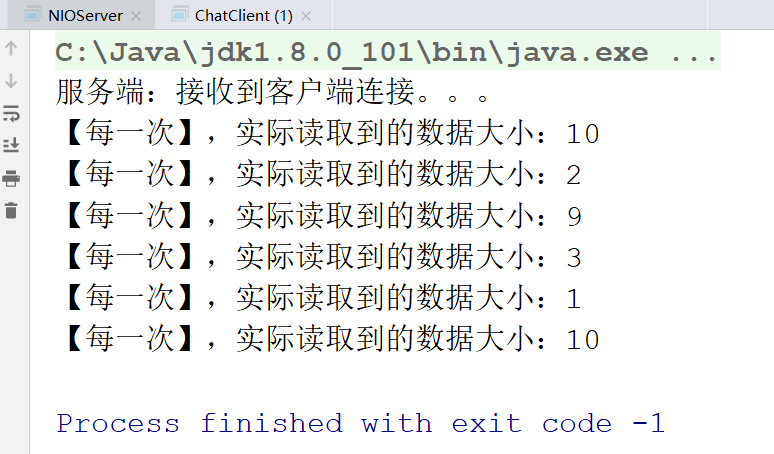 NIOServer
ChatClient (1)
C:\Java\jdk1.8.0_101\bin\java.exe ...
服务端：接收到客户端连接。。。
【每一次】，实际读取到的数据大小：10
【每一次】，实际读取到的数据大小：2
【每一次】，实际读取到的数据大小：9
【每一次】，实际读取到的数据大小：3
【每一次】，实际读取到的数据大小：1
【每一次】，实际读取到的数据大小：10
Process finished with exit code -1